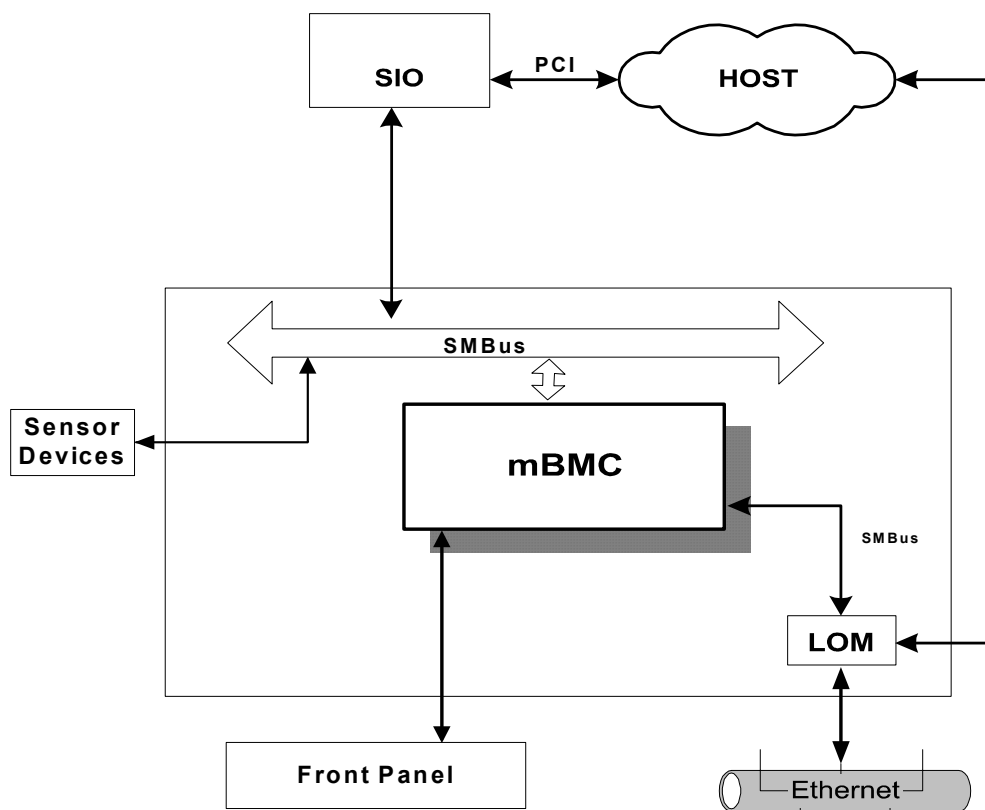 SIO
PCI
HOST
SMBus
Sensor
Devices
mBMC
SMBus
LOM
Front Panel
Ethernet